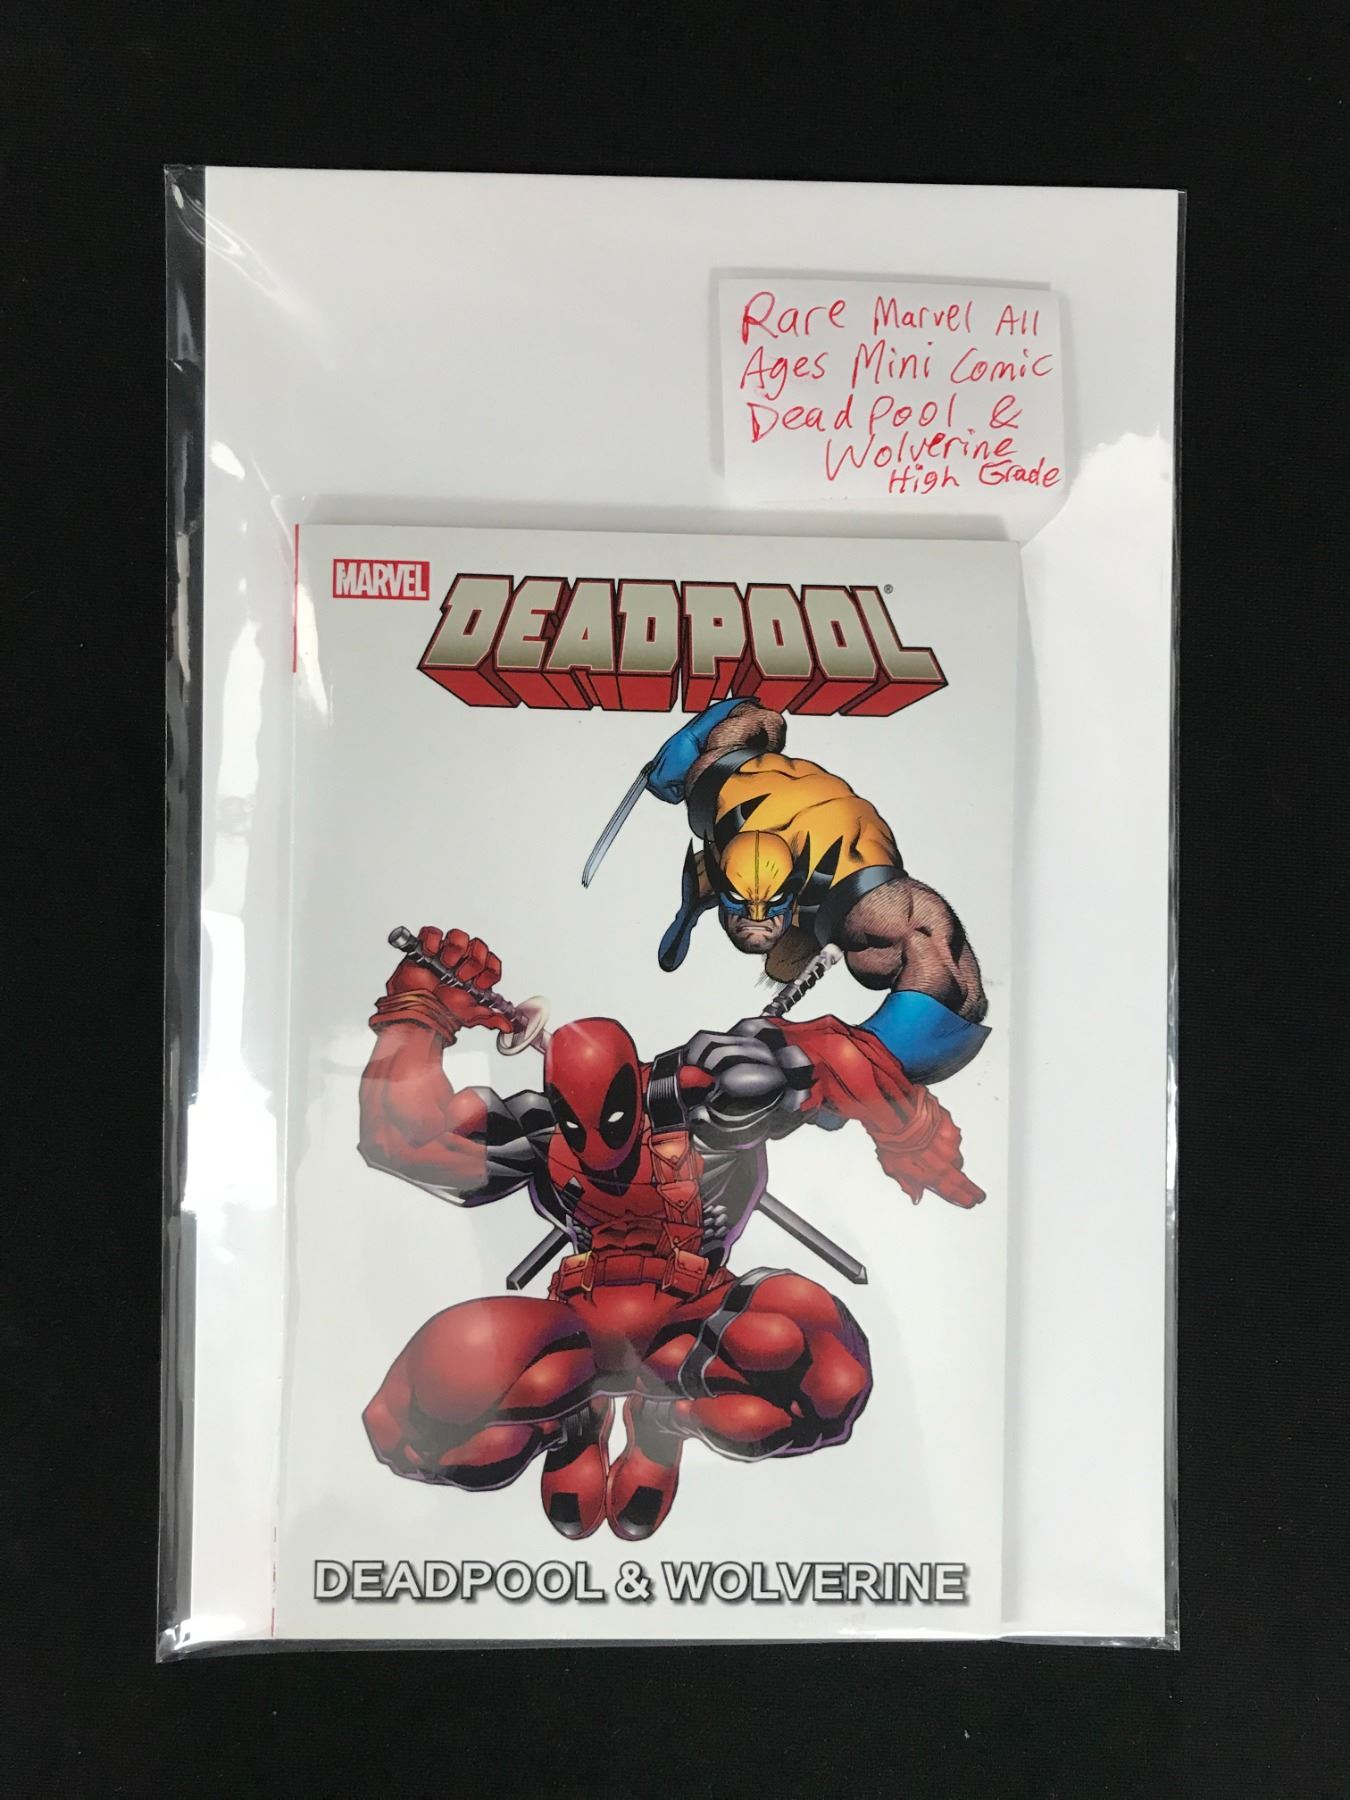 Rare Marvel All
Ages Mini Comic
DeadPool &
Wolverine
High Grade
MARVEL
DEADPOOL®
DEADPOOL & WOLVERINE